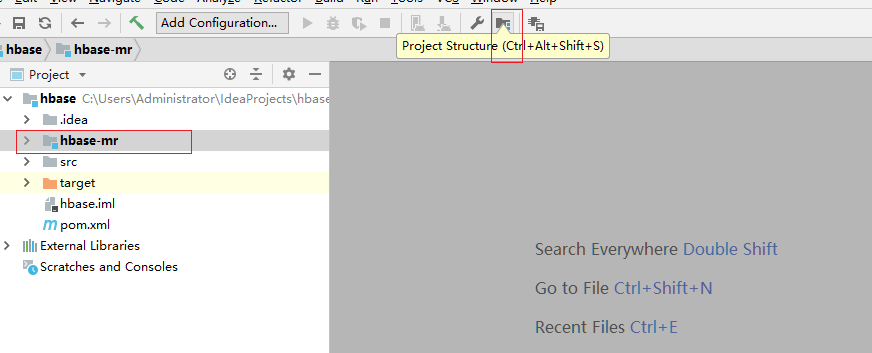 Add Configuration...
Project Structure (Ctrl+Alt+Shift+S)
hbase hbase-mr
Project
hbase C:\Users\Administrator\IdeaProjects\hbase
.idea
hbase-mr
src
target
hbase.iml
pom.xml
External Libraries
Scratches and Consoles
Search Everywhere Double Shift
Go to File Ctrl+Shift+N
Recent Files Ctrl+E